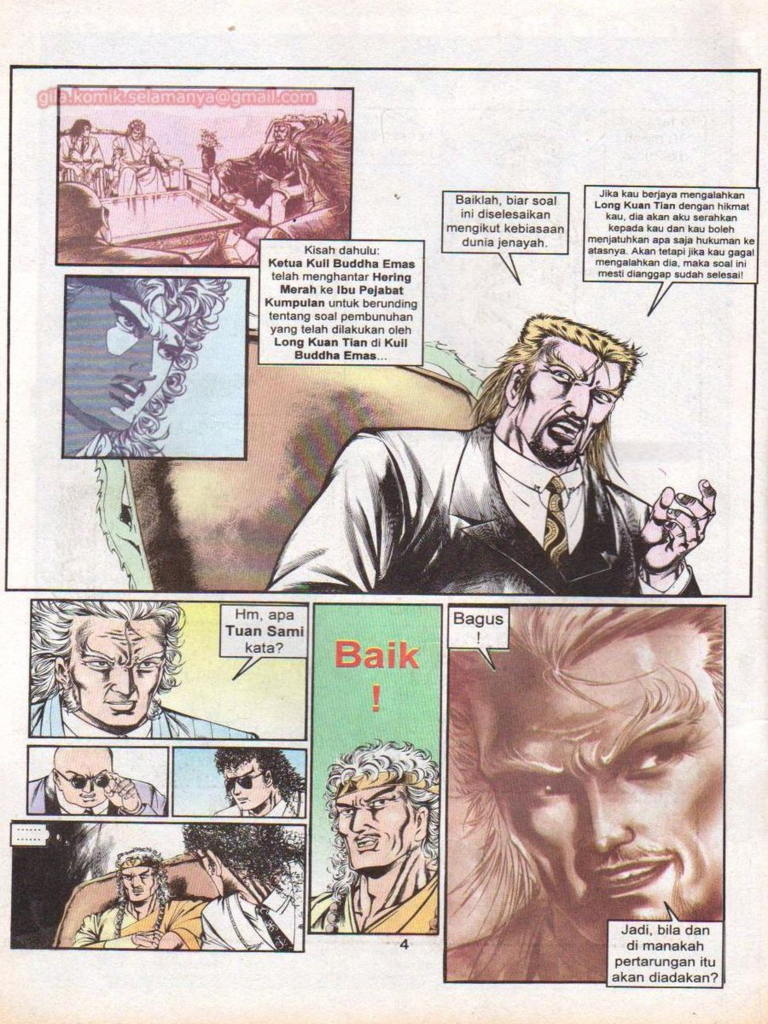 gila.komik.selamanya@gmail.com
Kisah dahulu:
Ketua Kuil Buddha Emas
telah menghantar Hering
Merah ke Ibu Pejabat
Kumpulan untuk berunding
tentang soal pembunuhan
yang telah dilakukan oleh
Long Kuan Tian di Kuil
Buddha Emas...
Baiklah, biar soal
ini diselesaikan
mengikut kebiasaan
dunia jenayah.
Jika kau berjaya mengalahkan
Long Kuan Tian dengan hikmat
kau, dia akan aku serahkan
kepada kau dan kau boleh
menjatuhkan apa saja hukuman ke
atasnya. Akan tetapi jika kau gagal
mengalahkan dia, maka soal ini
mesti dianggap sudah selesai!
Hm, apa
Tuan Sami
kata?
......
......
Baik
!
Bagus
!
Jadi, bila dan
di manakah
pertarungan itu
akan diadakan?
4